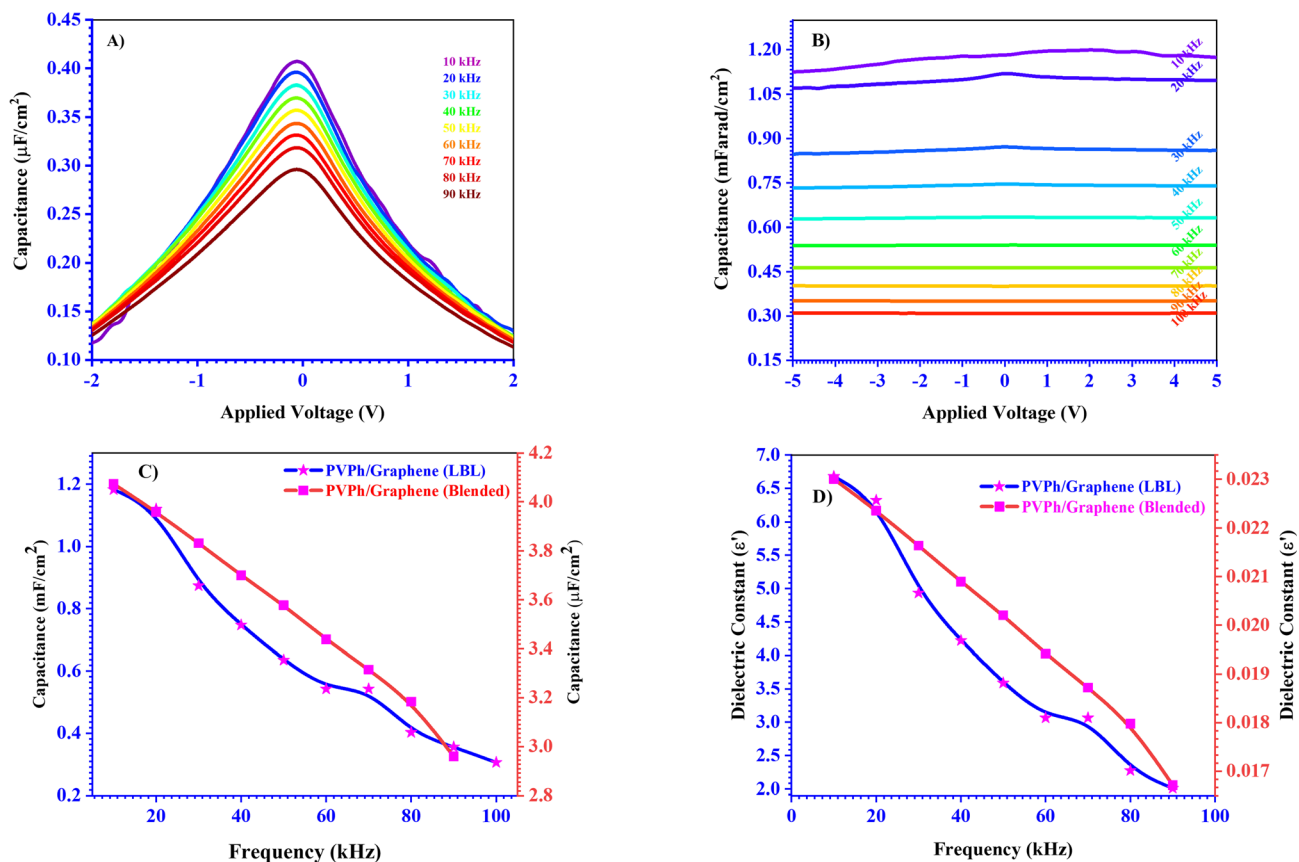 A)
0.45
0.40
0.35
0.30
0.25
0.20
0.15
0.10
Capacitance (μF/cm²)
10 kHz
20 kHz
30 kHz
40 kHz
50 kHz
60 kHz
70 kHz
80 kHz
90 kHz
-2 -1 0 1 2
Applied Voltage (V)
B)
1.20
1.05
0.90
0.75
0.60
0.45
0.30
0.15
Capacitance (mFarad/cm²)
10 kHz
20 kHz
30 kHz
40 kHz
50 kHz
60 kHz
70 kHz
80 kHz
90 kHz
100 kHz
-5 -4 -3 -2 -1 0 1 2 3 4 5
Applied Voltage (V)
C)
PVPh/Graphene (LBL)
PVPh/Graphene (Blended)
1.2
1.0
0.8
0.6
0.4
0.2
Capacitance (mF/cm²)
4.2
4.0
3.8
3.6
3.4
3.2
3.0
2.8
Capacitance (μF/cm²)
20 40 60 80 100
Frequency (kHz)
D)
PVPh/Graphene (LBL)
PVPh/Graphene (Blended)
7.0
6.5
6.0
5.5
5.0
4.5
4.0
3.5
3.0
2.5
2.0
Dielectric Constant (ε')
0.023
0.022
0.021
0.020
0.019
0.018
0.017
Dielectric Constant (ε')
0 20 40 60 80 100
Frequency (kHz)